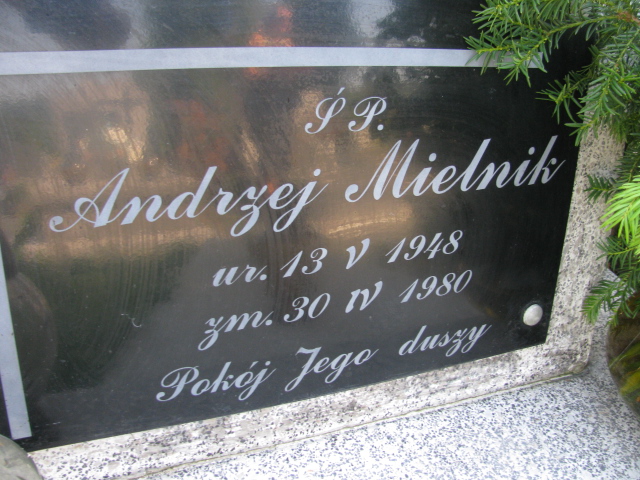 Ś P.
Andrzej Mielnik
ur. 13 V 1948
zm. 30 IV 1980
Pokój Jego duszy